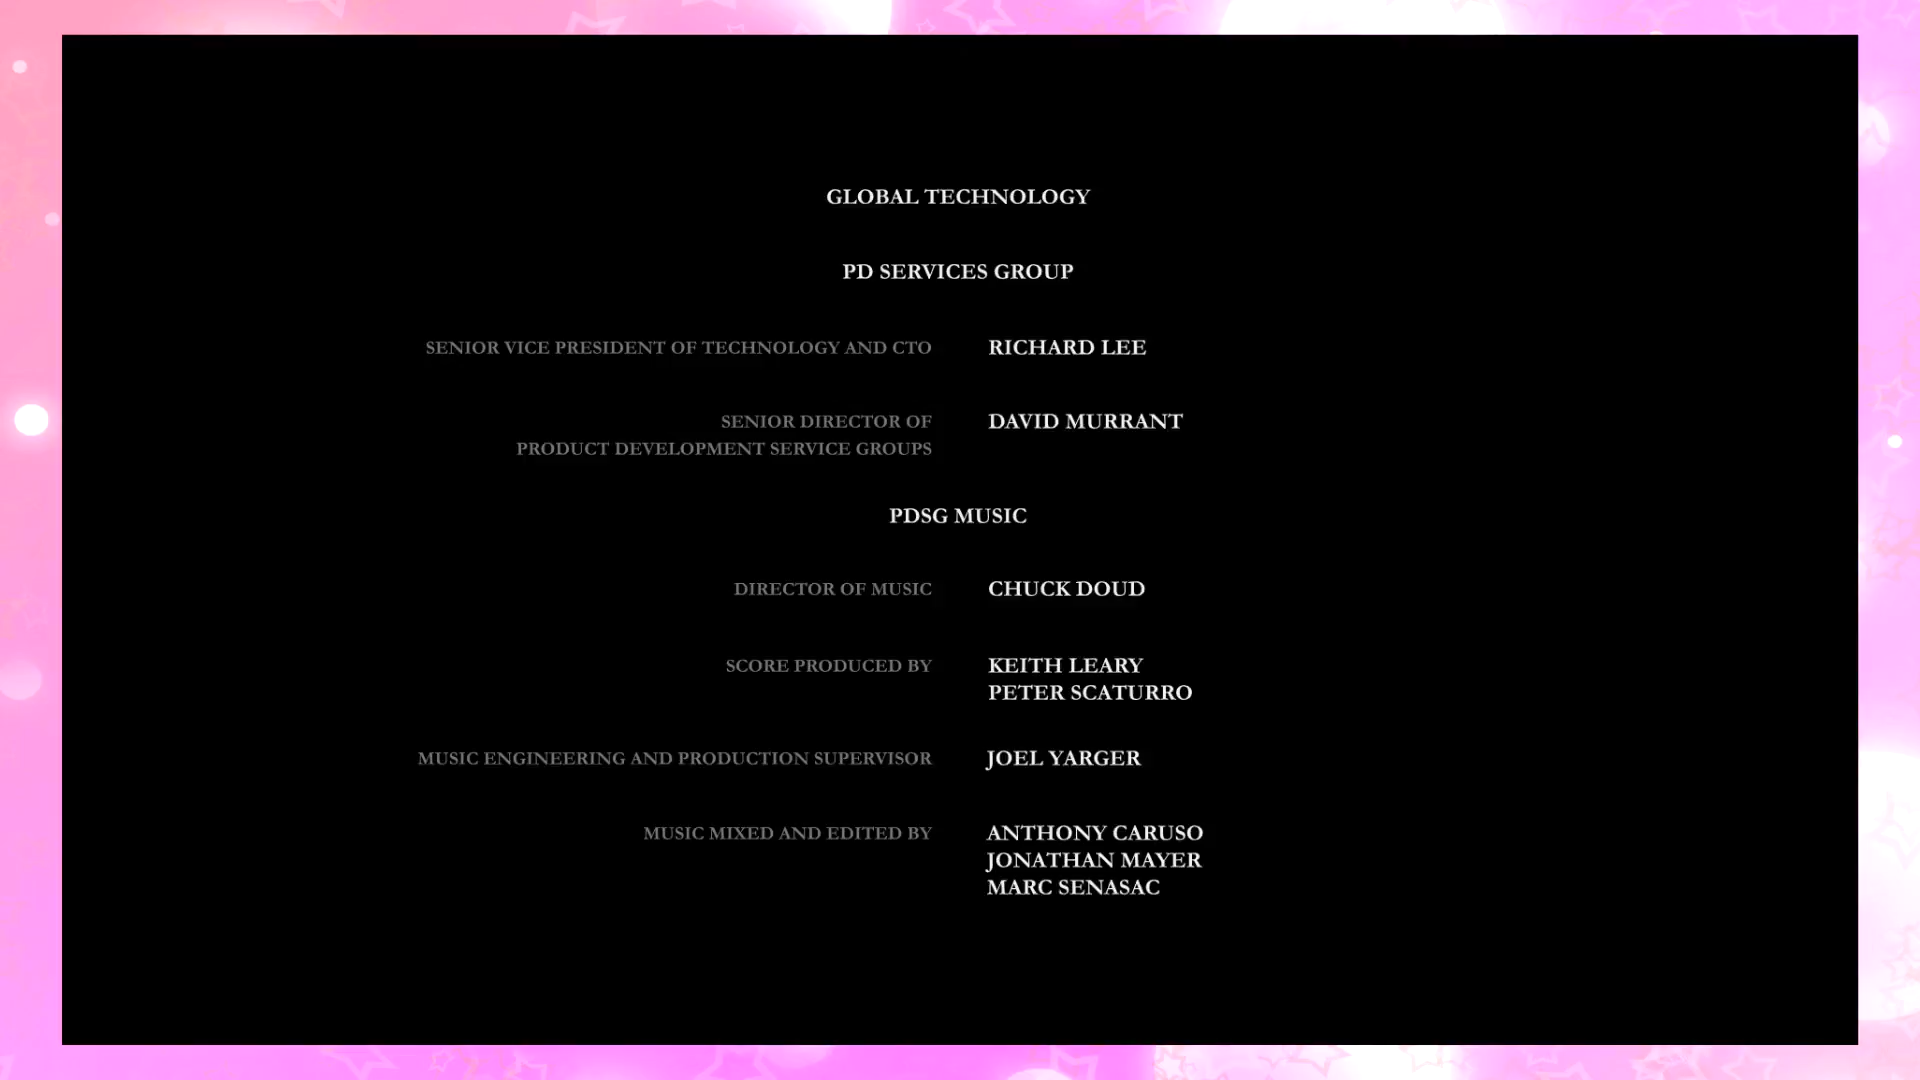 GLOBAL TECHNOLOGY
PD SERVICES GROUP
SENIOR VICE PRESIDENT OF TECHNOLOGY AND CTO RICHARD LEE
SENIOR DIRECTOR OF DAVID MURRANT
PRODUCT DEVELOPMENT SERVICE GROUPS
PDSG MUSIC
DIRECTOR OF MUSIC CHUCK DOUD
SCORE PRODUCED BY KEITH LEARY
PETER SCATURRO
MUSIC ENGINEERING AND PRODUCTION SUPERVISOR JOEL YARGER
MUSIC MIXED AND EDITED BY ANTHONY CARUSO
JONATHAN MAYER
MARC SENASAC